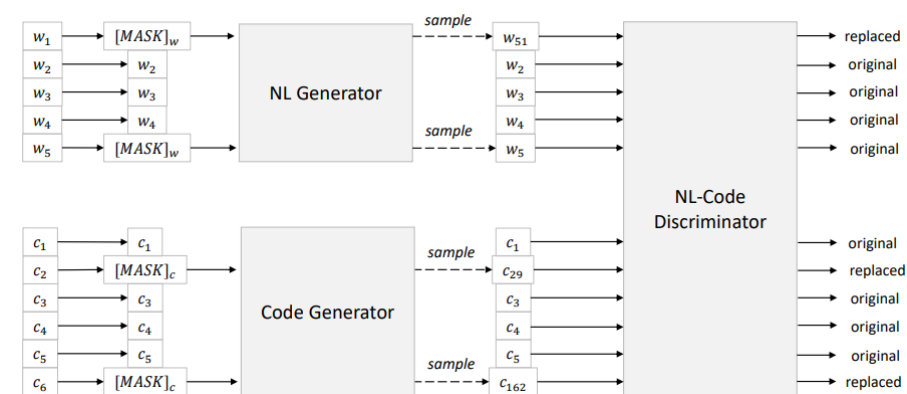 sample
w₁ [MASK]w w₅₁ replaced
w₂ w₂ w₂ original
w₃ w₃ NL Generator w₃ original
w₄ w₄ w₄ original
sample
w₅ [MASK]w w₅ original
NL-Code
Discriminator
c₁ c₁ c₁ original
sample
c₂ [MASK]c c₂₉ replaced
c₃ c₃ c₃ original
Code Generator
c₄ c₄ c₄ original
c₅ c₅ c₅ original
sample
c₆ [MASK]c c₁₆₂ replaced